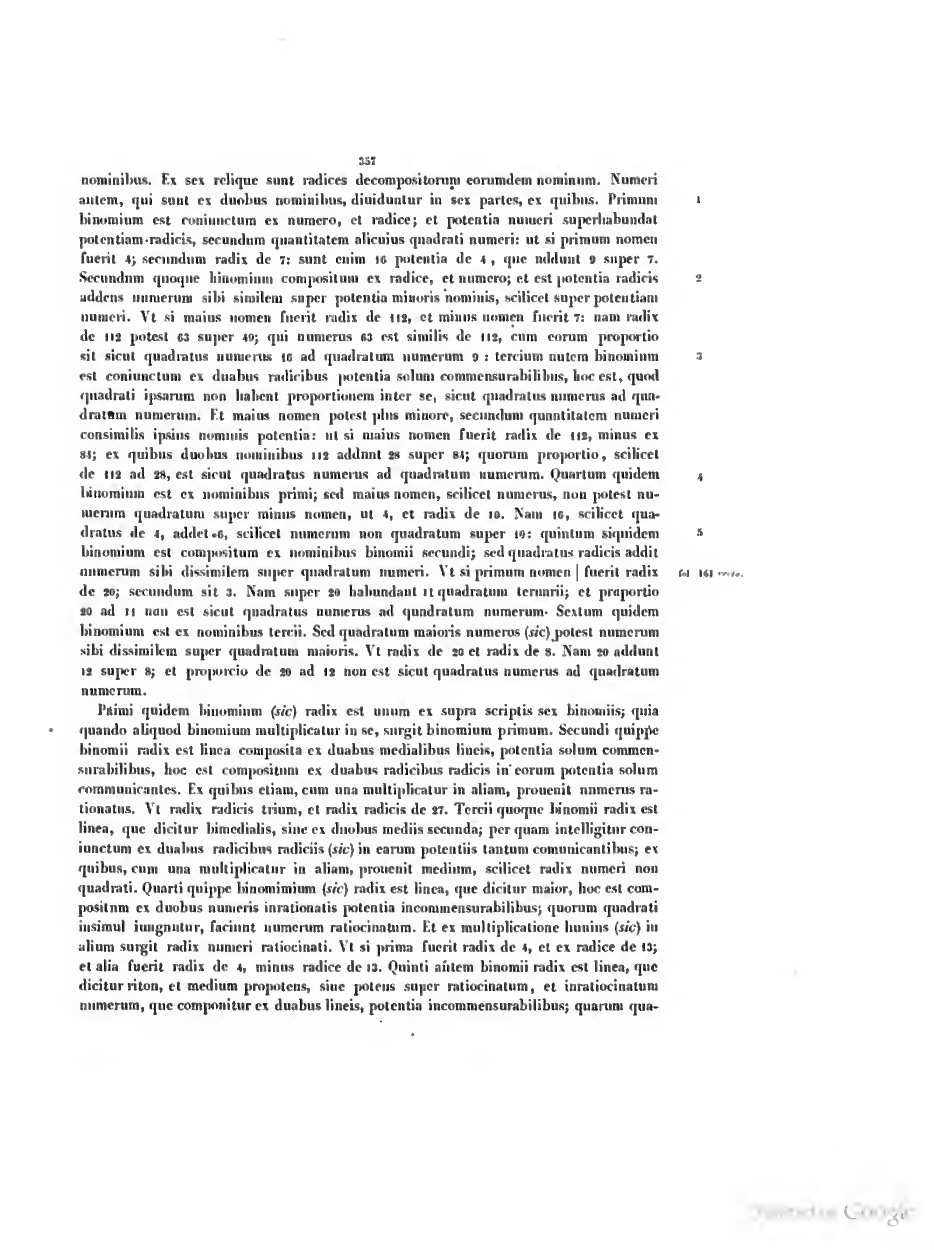 357
nominibus. Ex sex relique sunt radices decompositorum eorumdem nominum. Numeri
autem, qui sunt ex duobus nominibus, diuiduntur in sex partes, ex quibus. Primum
1
binomium est coniunctum ex numero, et radice; et potentia numeri superhabundat
potentiam radicis, secundum quantitatem alicuius quadrati numeri: ut si primum nomen
fuerit 4; secundum radix de 7: sunt enim 16 potentia de 4, que addunt 9 super 7.
Secundum quoque binomium compositum ex radice, et numero; et est potentia radicis
2
addens numerum sibi similem super potentia minoris nominis, scilicet super potentiam
numeri. Vt si maius nomen fuerit radix de 112, et minus nomen fuerit 7: nam radix
de 112 potest 63 super 49; qui numerus 63 est similis de 112, cum eorum proportio
sit sicut quadratus numerus 16 ad quadratum numerum 9 : tercium autem binomium
3
est coniunctum ex duabus radicibus potentia solum commensurabilibus, hoc est, quod
quadrati ipsarum non habent proportionem inter se, sicut quadratus numerus ad qua-
dratum numerum. Et maius nomen potest plus minore, secundum quantitatem numeri
consimilis ipsius nominis potentia: ut si maius nomen fuerit radix de 112, minus ex
84; ex quibus duobus nominibus 112 addunt 28 super 84; quorum proportio, scilicet
de 112 ad 28, est sicut quadratus numerus ad quadratum numerum. Quartum quidem
4
binomium est ex nominibus primi; sed maius nomen, scilicet numerus, non potest nu-
merum quadratum super minus nomen, ut 4, et radix de 10. Nam 16, scilicet qua-
dratus de 4, addet 6, scilicet numerum non quadratum super 10: quintum siquidem
5
binomium est compositum ex nominibus binomii secundi; sed quadratus radicis addit
numerum sibi dissimilem super quadratum numeri. Vt si primum nomen | fuerit radix
fol 161 recto.
de 20; secundum sit 3. Nam super 20 habundant 11 quadratum ternarii; et proportio
20 ad 11 non est sicut quadratus numerus ad quadratum numerum. Sextum quidem
binomium est ex nominibus tercii. Sed quadratum maioris numeros (sic) potest numerum
sibi dissimilem super quadratum maioris. Vt radix de 20 et radix de 8. Nam 20 addunt
12 super 8; et proporcio de 20 ad 12 non est sicut quadratus numerus ad quadratum
numerum.
Primi quidem binominm (sic) radix est unum ex supra scriptis sex binomiis; quia
quando aliquod binomium multiplicatur in se, surgit binomium primum. Secundi quippe
binomii radix est linea composita ex duabus medialibus lineis, potentia solum commen-
surabilibus, hoc est compositum ex duabus radicibus radicis in eorum potentia solum
communicantes. Ex quibus etiam, cum una multiplicatur in aliam, prouenit numerus ra-
tionatus. Vt radix radicis trium, et radix radicis de 27. Tercii quoque binomii radix est
linea, que dicitur bimedialis, siue ex duobus mediis secunda; per quam intelligitur con-
iunctum ex duabus radicibus radiciis (sic) in earum potentiis tantum comunicantibus; ex
quibus, cum una multiplicatur in aliam, prouenit medium, scilicet radix numeri non
quadrati. Quarti quippe binomimium (sic) radix est linea, que dicitur maior, hoc est com-
positum ex duobus numeris inrationatis potentia incommensurabilibus; quorum quadrati
insimul iungnutur, faciunt numerum ratiocinatum. Et ex multiplicatione hunins (sic) in
alium surgit radix numeri ratiocinati. Vt si prima fuerit radix de 4, et ex radice de 13;
et alia fuerit radix de 4, minus radice de 13. Quinti autem binomii radix est linea, que
dicitur riton, et medium propotens, siue potens super ratiocinatum, et inratiocinatum
numerum, que componitur ex duabus lineis, potentia incommensurabilibus; quarum qua-
Google